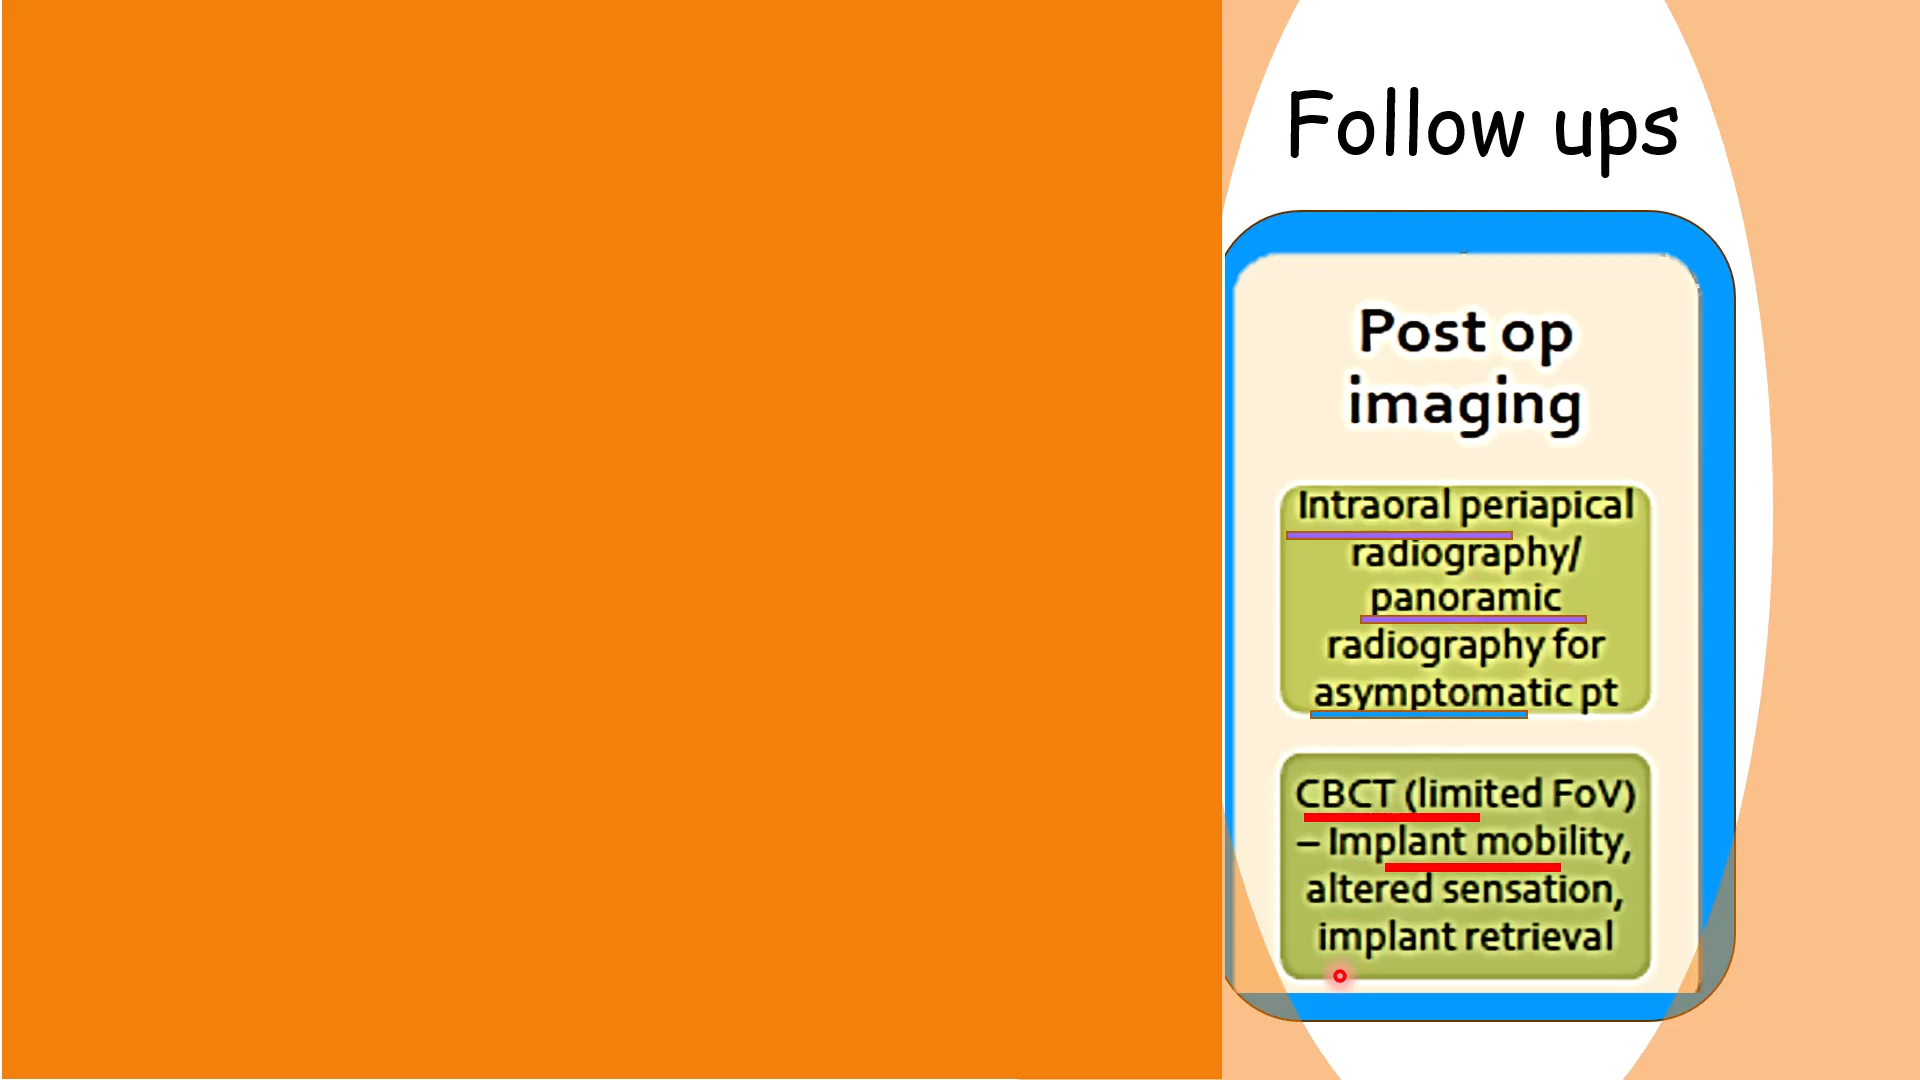 Follow ups
Post op
imaging
Intraoral periapical
radiography/
panoramic
radiography for
asymptomatic pt
CBCT (limited FoV)
– Implant mobility,
altered sensation,
implant retrieval